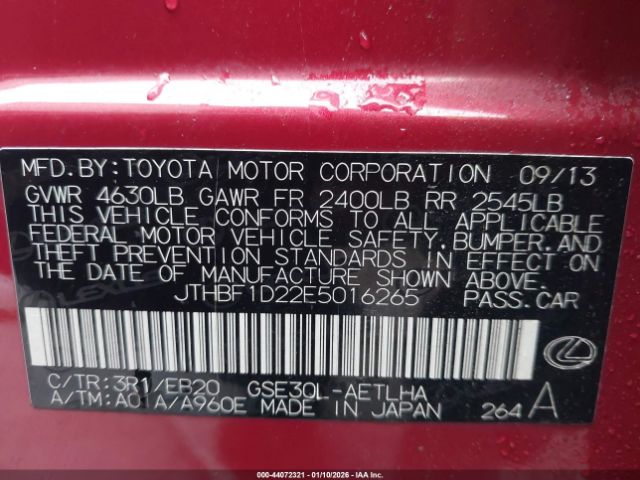 MFD.BY:TOYOTA MOTOR CORPORATION 09/13
GVWR 4630LB GAWR FR 2400LB RR 2545LB
THIS VEHICLE CONFORMS TO ALL APPLICABLE
FEDERAL MOTOR VEHICLE SAFETY,BUMPER,AND
THEFT PREVENTION STANDARDS IN EFFECT ON
THE DATE OF MANUFACTURE SHOWN ABOVE.
JTHBF1D22E5016265 PASS.CAR
C/TR:3R1/EB20 GSE30L-AETLHA
A/TM:A01A/A960E MADE IN JAPAN 264 A
000-44072321 | 01/10/2026 - IAA Inc.